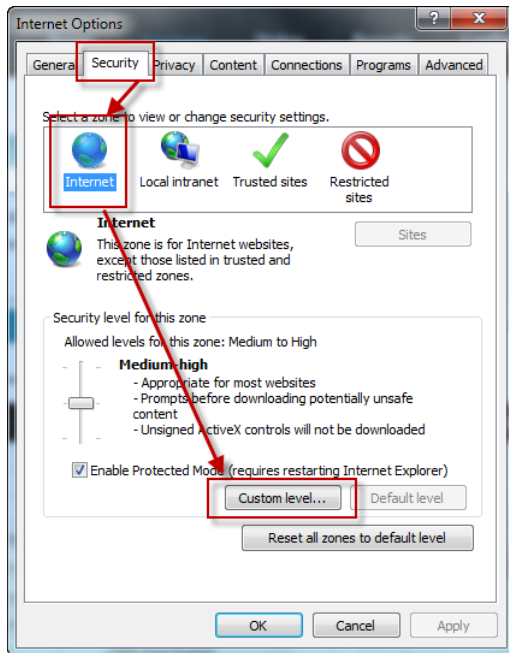 Internet Options
General Security Privacy Content Connections Programs Advanced
Select a zone to view or change security settings.
Internet Local intranet Trusted sites Restricted
sites
Internet
This zone is for Internet websites,
except those listed in trusted and
restricted zones.
Sites
Security level for this zone
Allowed levels for this zone: Medium to High
Medium-high
- Appropriate for most websites
- Prompts before downloading potentially unsafe
content
- Unsigned ActiveX controls will not be downloaded
Enable Protected Mode (requires restarting Internet Explorer)
Custom level... Default level
Reset all zones to default level
OK Cancel Apply